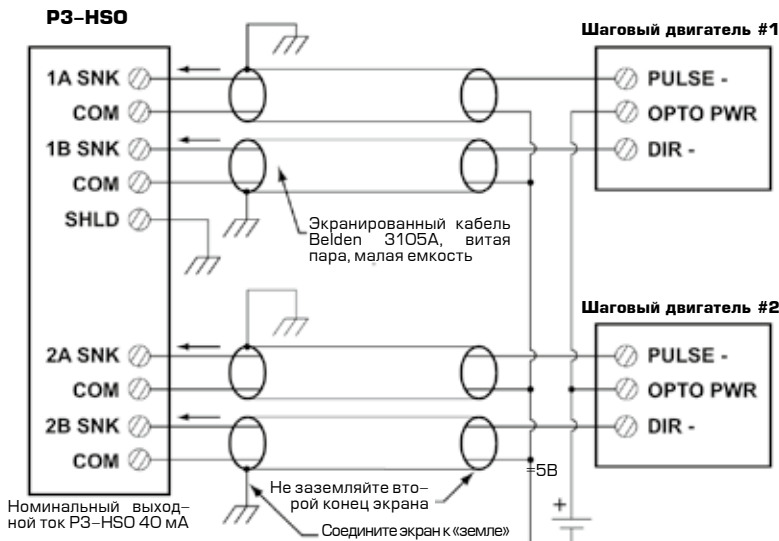 P3-HSO
Шаговый двигатель #1
1A SNK
COM
1B SNK
COM
SHLD
PULSE -
OPTO PWR
DIR -
Экранированный кабель
Belden 3105A, витая
пара, малая емкость
Шаговый двигатель #2
2A SNK
COM
2B SNK
COM
PULSE -
OPTO PWR
DIR -
=5В
+
Не заземляйте вто-
рой конец экрана
Номинальный выход-
ной ток P3-HSO 40 мА
Соедините экран к «земле»